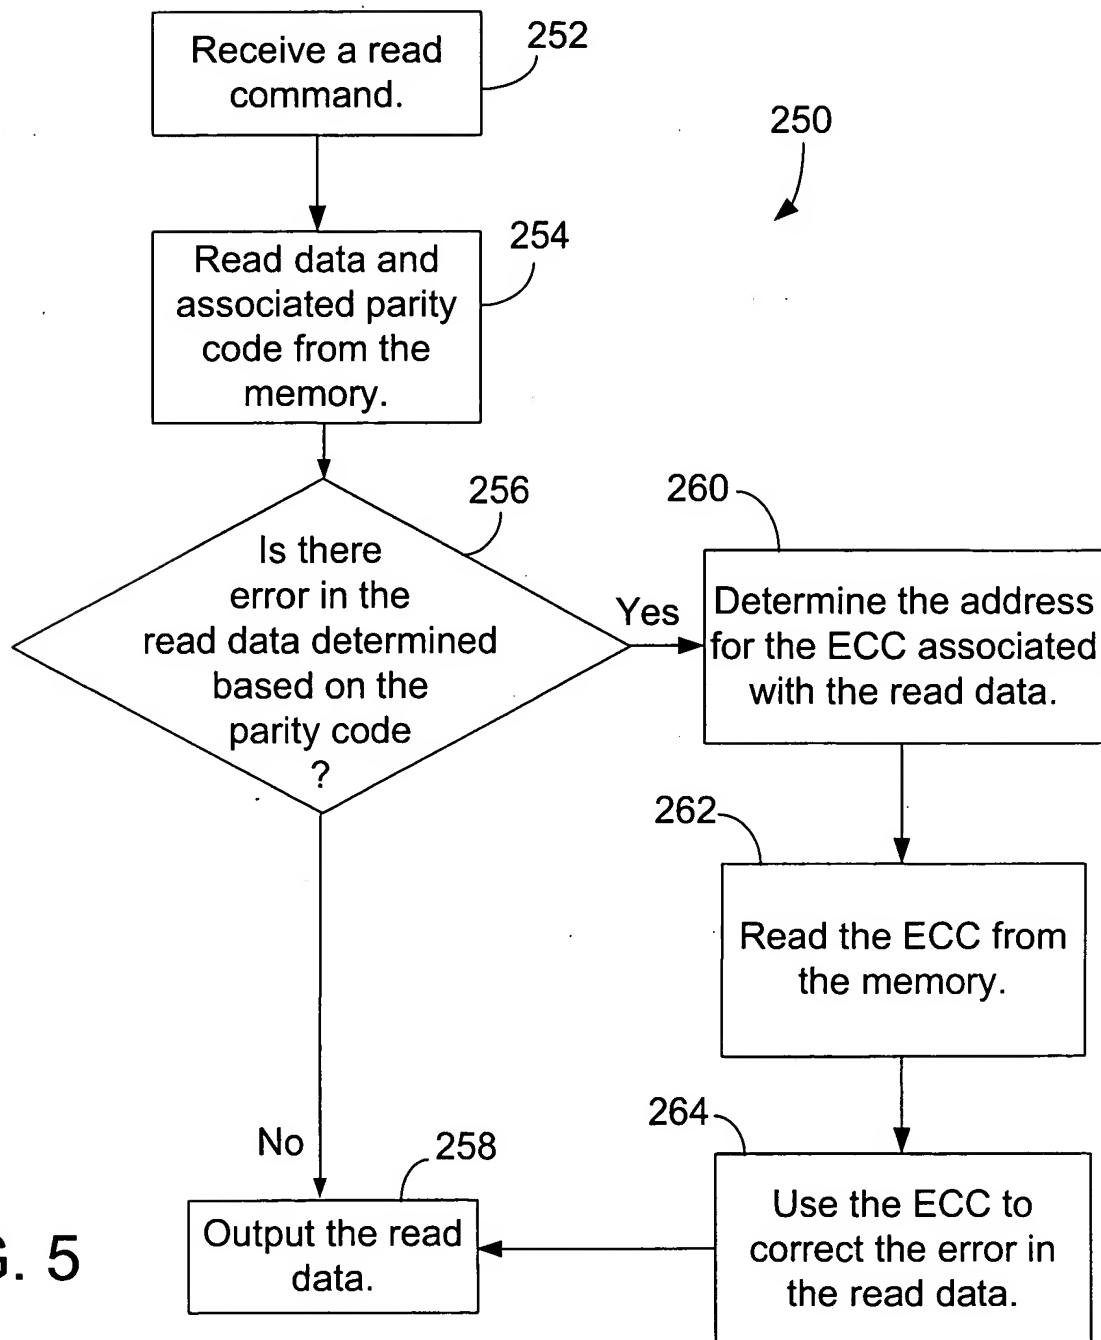 Receive a read
command.
252
250
Read data and
associated parity
code from the
memory.
254
Is there
error in the
read data determined
based on the
parity code
?
256
Yes
260
Determine the address
for the ECC associated
with the read data.
262
Read the ECC from
the memory.
264
Use the ECC to
correct the error in
the read data.
No
258
Output the read
data.
G. 5